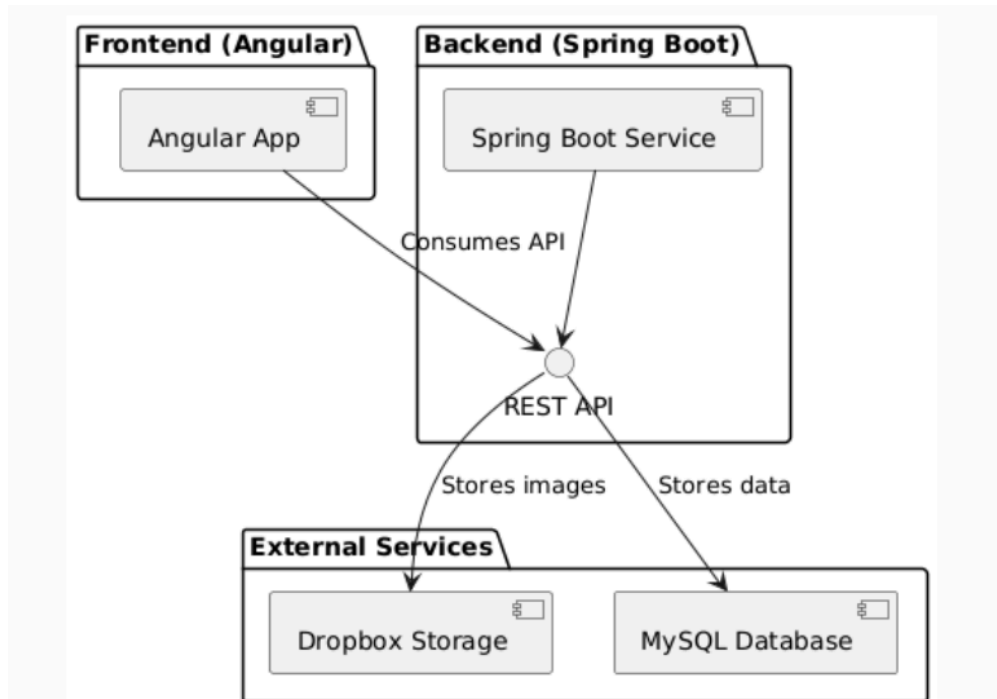 Frontend (Angular)
Backend (Spring Boot)
Angular App
Spring Boot Service
Consumes API
REST API
Stores images
Stores data
External Services
Dropbox Storage
MySQL Database